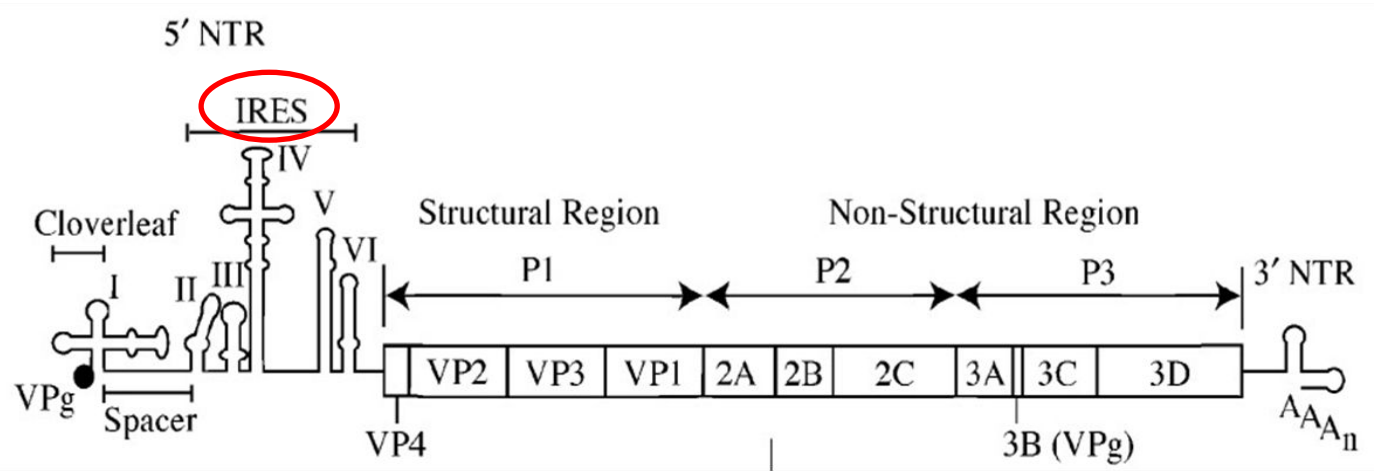 5′ NTR
IRES
IV
V
Cloverleaf
Structural Region
Non-Structural Region
VI
I
II
III
P1
P2
P3
3′ NTR
VP2
VP3
VP1
2A
2B
2C
3A
3C
3D
VPg
Spacer
VP4
3B (VPg)
AAAn